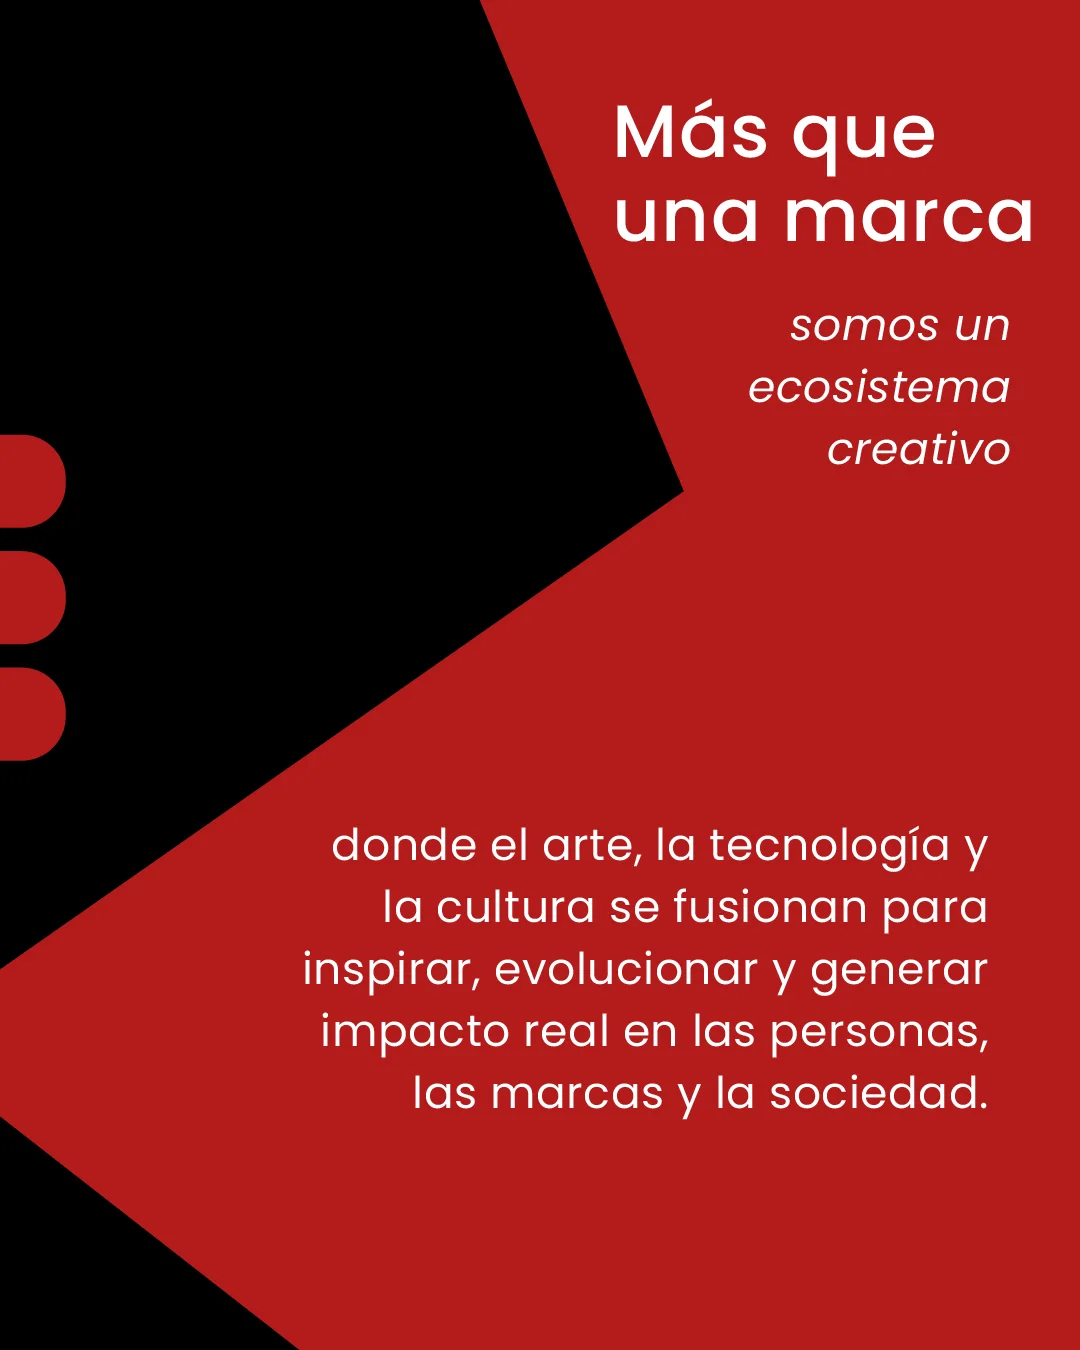 Más que
una marca
somos un
ecosistema
creativo
donde el arte, la tecnología y
la cultura se fusionan para
inspirar, evolucionar y generar
impacto real en las personas,
las marcas y la sociedad.